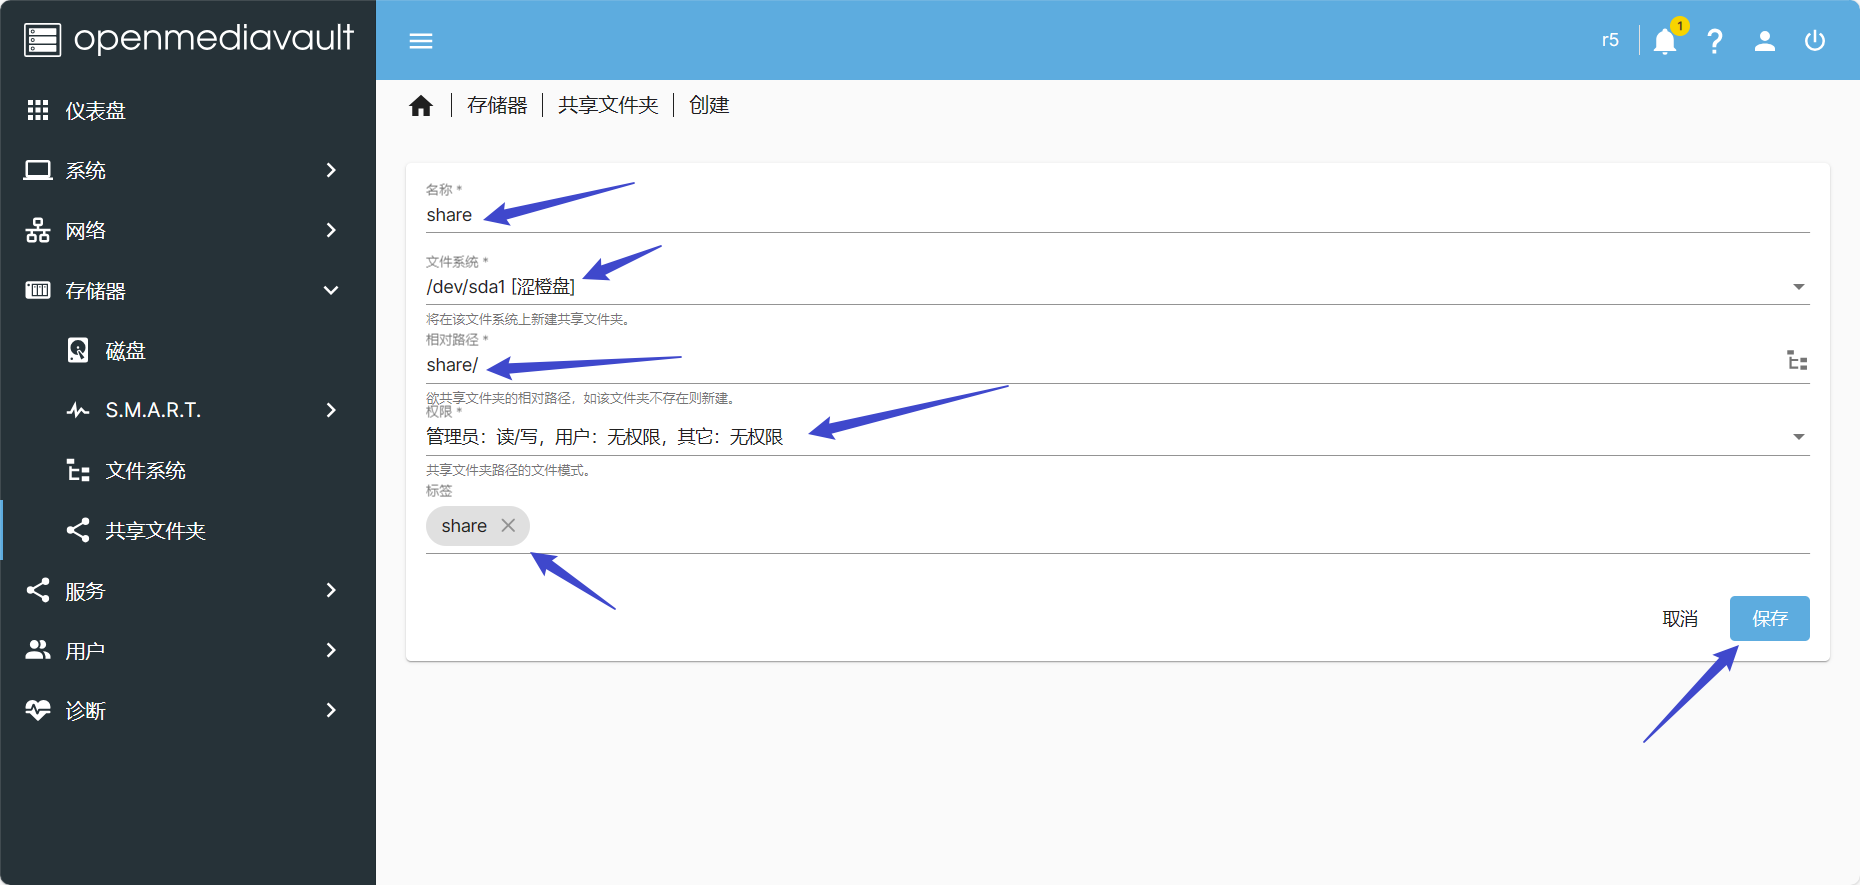 openmediavault
仪表盘
系统
网络
存储器
磁盘
S.M.A.R.T.
文件系统
共享文件夹
服务
用户
诊断
r5
1
存储器 | 共享文件夹 | 创建
名称 *
share
文件系统 *
/dev/sda1 [涩橙盘]
将在该文件系统上新建共享文件夹。
相对路径 *
share/
欲共享文件夹的相对路径，如该文件夹不存在则新建。
权限 *
管理员：读/写，用户：无权限，其它：无权限
共享文件夹路径的文件模式。
标签
share
取消
保存